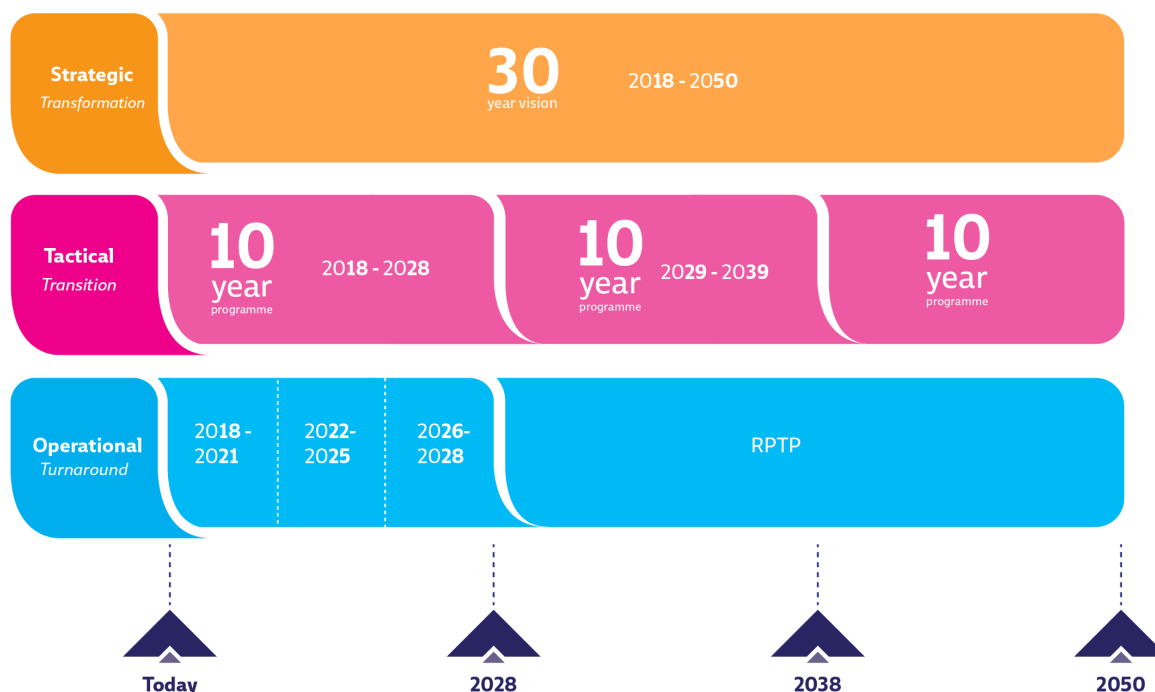 Strategic
Transformation
30
year vision
2018 - 2050
Tactical
Transition
10
year
programme
2018 - 2028
10
year
programme
2029 - 2039
10
year
programme
Operational
Turnaround
2018 -
2021
2022-
2025
2026-
2028
RPTP
Today
2028
2038
2050